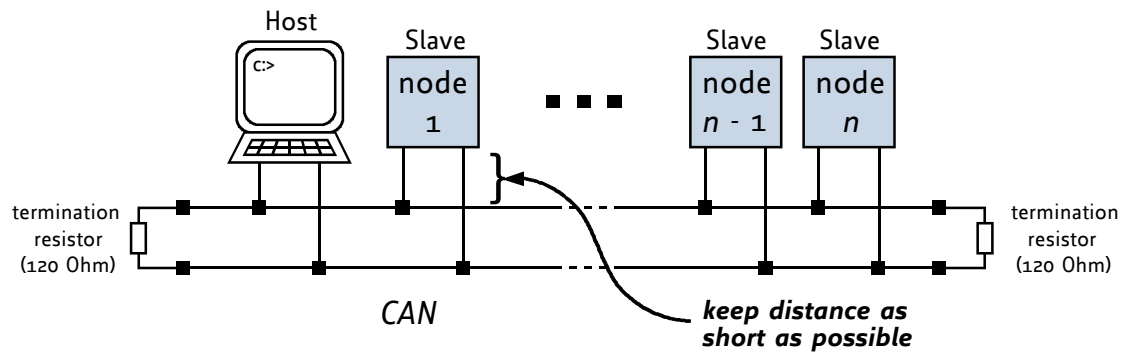 Host
C:>
Slave
node
1
Slave
node
n - 1
Slave
node
n
termination
resistor
(120 Ohm)
termination
resistor
(120 Ohm)
CAN
keep distance as
short as possible